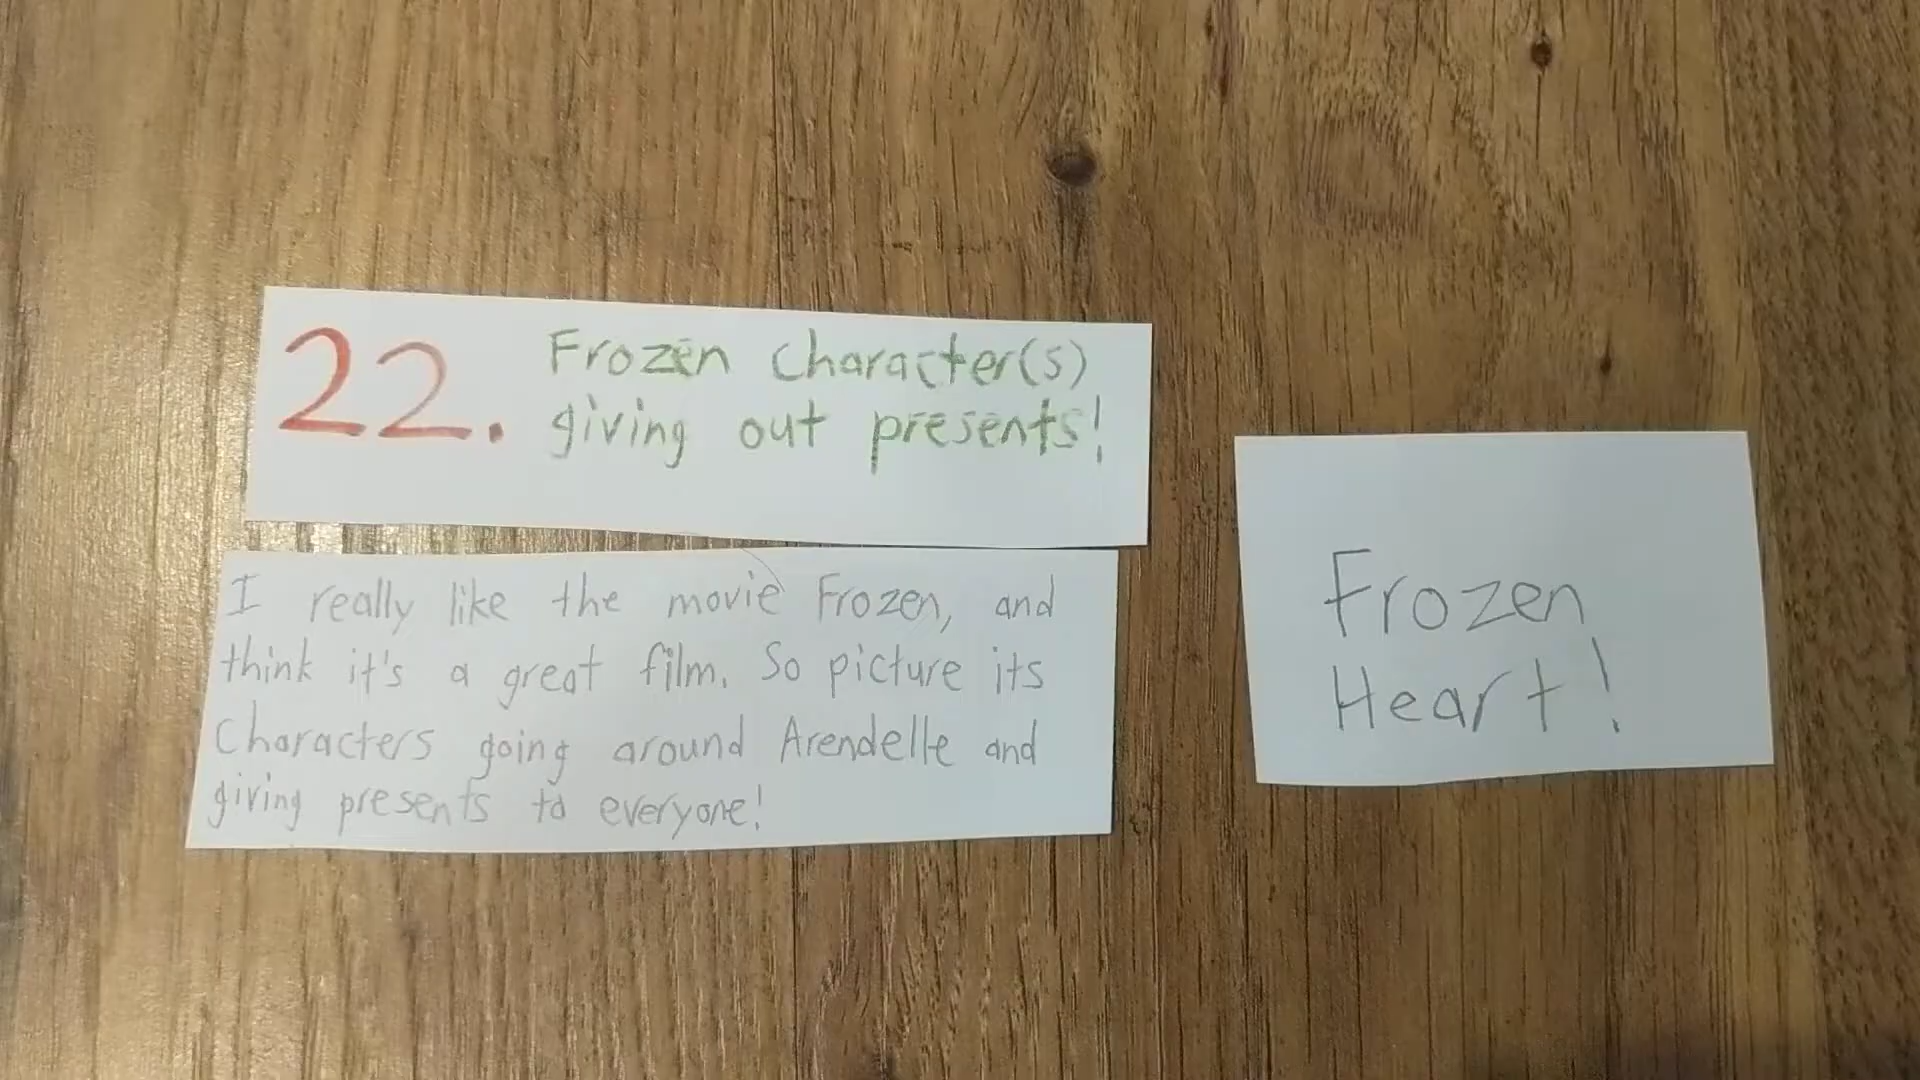 22. Frozen Character(s)
giving out presents!
I really like the movie Frozen, and
think it's a great film. So picture its
Characters going around Arendelle and
giving presents to everyone!
Frozen
Heart!